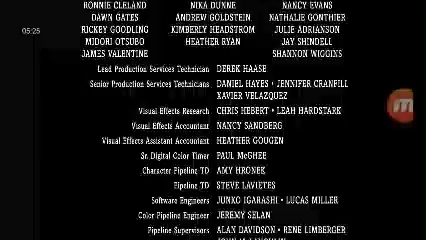 RONNIE CLELAND NIKA DUNNE NANCY EVANS
DAWN GATES ANDREW GOLDSTEIN NATHALIE GONTHIER
05:25
RICKEY GOODLING KIMBERLY HEADSTROM JULIE ADRIANSON
MIDORI OTSUBO HEATHER RYAN JAY SHINDELL
JAMES VALENTINE SHANNON WIGGINS
Lead Production Services Technician DEREK HAASE
Senior Production Services Technicians DANIEL HAYES • JENNIFER CRANFILL
XAVIER VELAZQUEZ
Visual Effects Research CHRIS HEBERT • LEAH HARDSTARK
Visual Effects Accountant NANCY SANDBERG
Visual Effects Assistant Accountant HEATHER GOUGEN
Sr. Digital Color Timer PAUL McGHEE
Character Pipeline TD AMY HRONEK
Pipeline TD STEVE LAVIETES
Software Engineers JUNKO IGARASHI • LUCAS MILLER
Color Pipeline Engineer JEREMY SELAN
Pipeline Supervisors ALAN DAVIDSON • RENE LIMBERGER